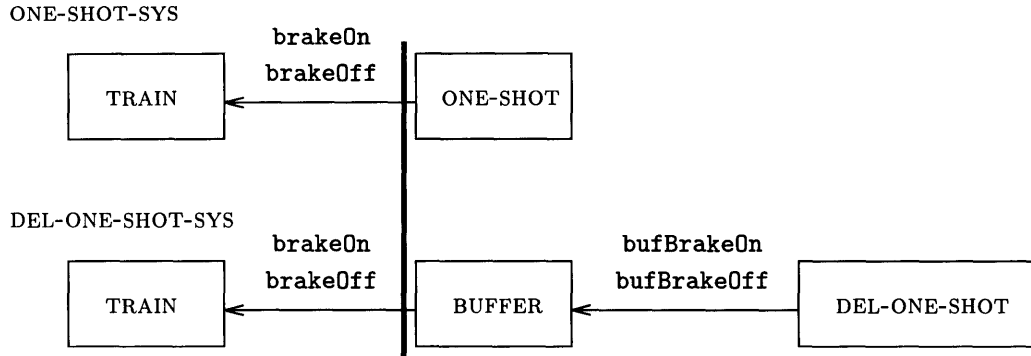 ONE-SHOT-SYS
brakeOn
brakeOff
TRAIN
ONE-SHOT
DEL-ONE-SHOT-SYS
brakeOn
brakeOff
bufBrakeOn
bufBrakeOff
TRAIN
BUFFER
DEL-ONE-SHOT